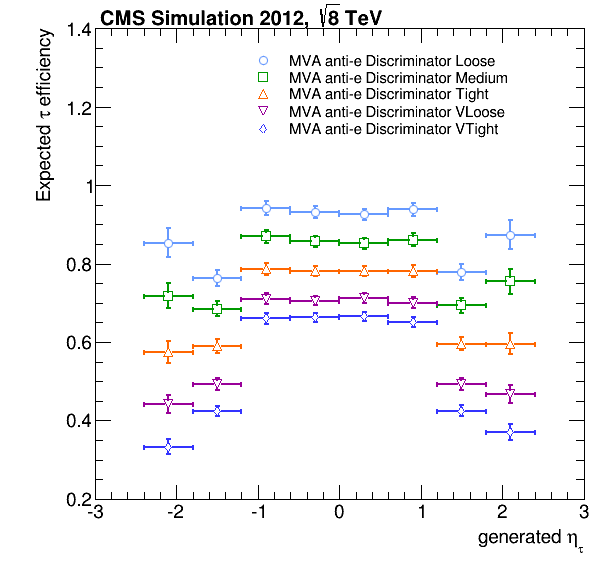 CMS Simulation 2012, √8 TeV
Expected τ efficiency
1.4
1.2
1
0.8
0.6
0.4
0.2
MVA anti-e Discriminator Loose
MVA anti-e Discriminator Medium
MVA anti-e Discriminator Tight
MVA anti-e Discriminator VLoose
MVA anti-e Discriminator VTight
-3 -2 -1 0 1 2 3
generated ητ